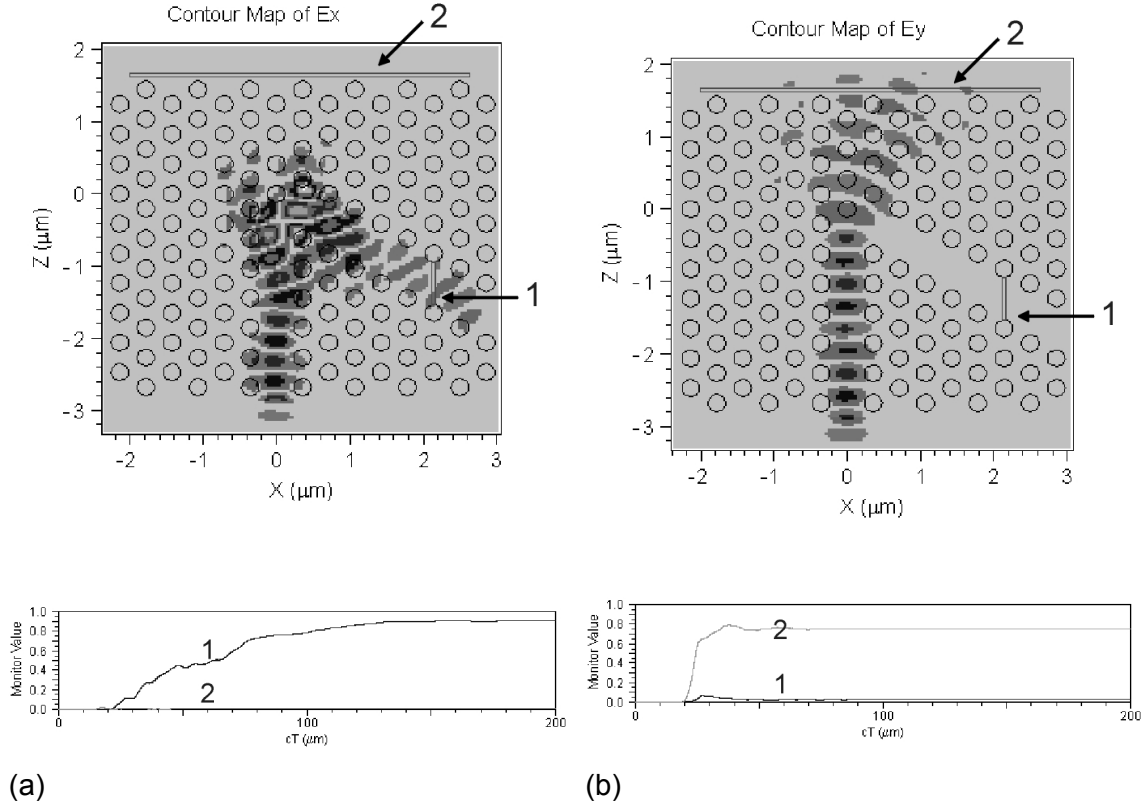 Contour Map of Ex
2
2
1
0
-1
-2
-3
Z (μm)
1
-2 -1 0 1 2 3
X (μm)
Contour Map of Ey
2
2
1
0
-1
-2
-3
Z (μm)
1
-2 -1 0 1 2 3
X (μm)
1.0
0.8
0.6
0.4
0.2
0.0
Monitor Value
1
2
0 100 200
cT (μm)
1.0
0.8
0.6
0.4
0.2
0.0
Monitor Value
2
1
0 100 200
cT (μm)
(a)
(b)